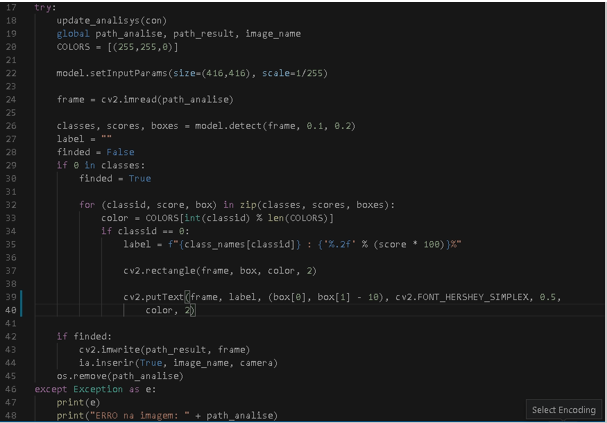 17 try:
18 update_analisys(con)
19 global path_analise, path_result, image_name
20 COLORS = [(255,255,0)]
21
22 model.setInputParams(size=(416,416), scale=1/255)
23
24 frame = cv2.imread(path_analise)
25
26 classes, scores, boxes = model.detect(frame, 0.1, 0.2)
27 label = ""
28 finded = False
29 if 0 in classes:
30 finded = True
31
32 for (classid, score, box) in zip(classes, scores, boxes):
33 color = COLORS[int(classid) % len(COLORS)]
34 if classid == 0:
35 label = f"{class_names[classid]} : {'%.2f' % (score * 100)}%"
36
37 cv2.rectangle(frame, box, color, 2)
38
39 cv2.putText(frame, label, (box[0], box[1] - 10), cv2.FONT_HERSHEY_SIMPLEX, 0.5,
40 color, 2)
41
42 if finded:
43 cv2.imwrite(path_result, frame)
44 ia.inserir(True, image_name, camera)
45 os.remove(path_analise)
46 except Exception as e:
47 print(e)
48 print("ERRO na imagem: " + path_analise)
Select Encoding